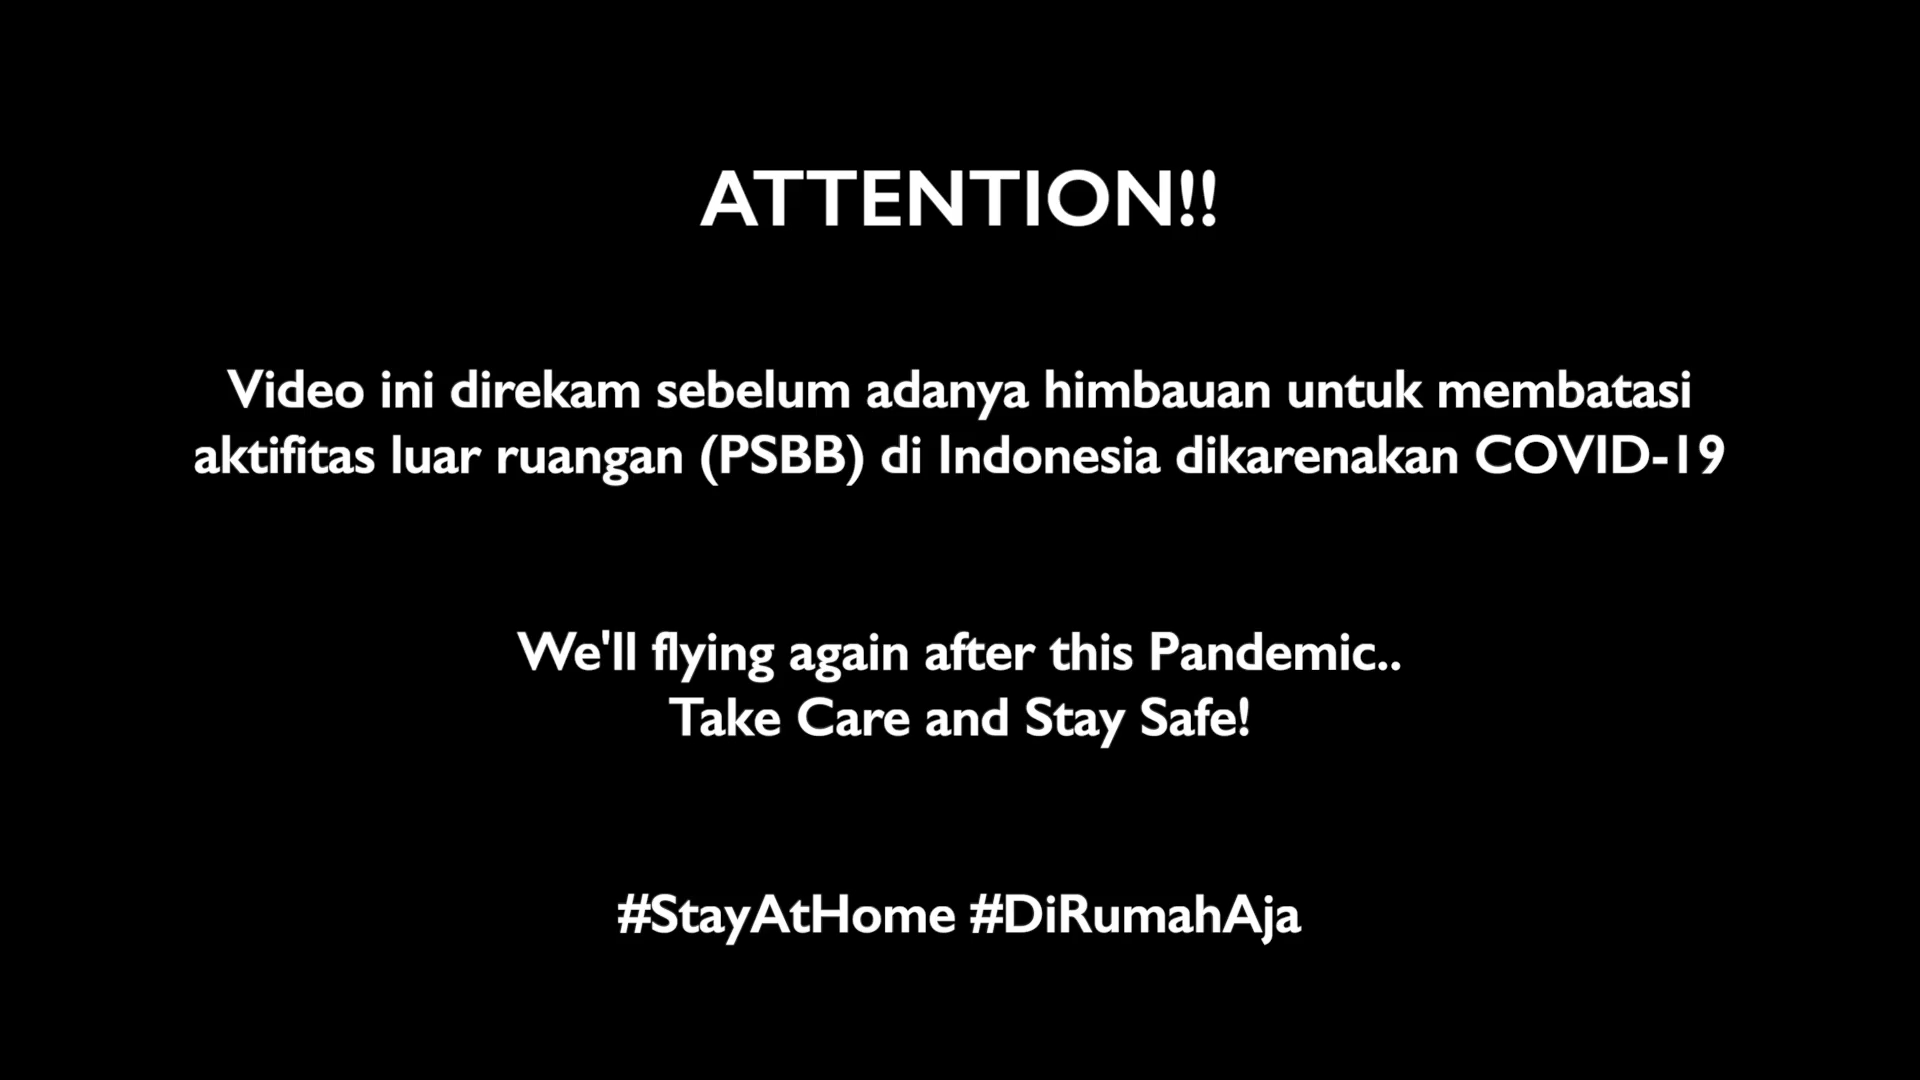 ATTENTION!!
Video ini direkam sebelum adanya himbauan untuk membatasi
aktifitas luar ruangan (PSBB) di Indonesia dikarenakan COVID-19
We'll flying again after this Pandemic..
Take Care and Stay Safe!
#StayAtHome #DiRumahAja